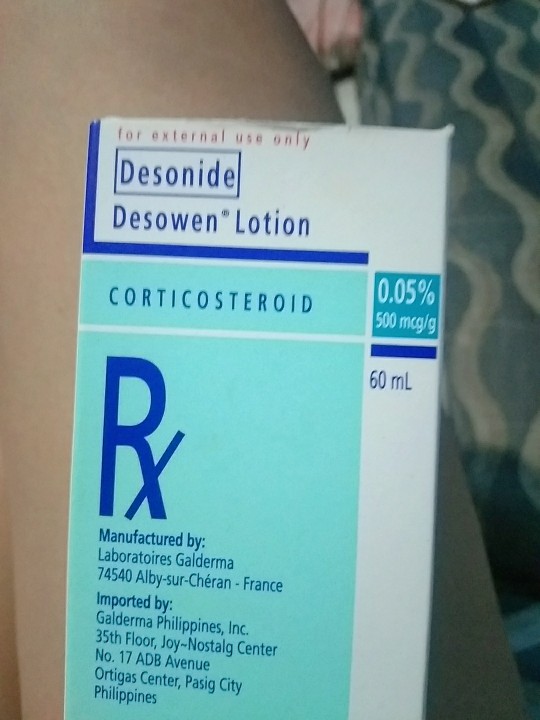 for external use only
Desonide
Desowen® Lotion
CORTICOSTEROID
0.05%
500 mcg/g
60 mL
Rx
Manufactured by:
Laboratoires Galderma
74540 Alby-sur-Chéran - France
Imported by:
Galderma Philippines, Inc.
35th Floor, Joy~Nostalg Center
No. 17 ADB Avenue
Ortigas Center, Pasig City
Philippines